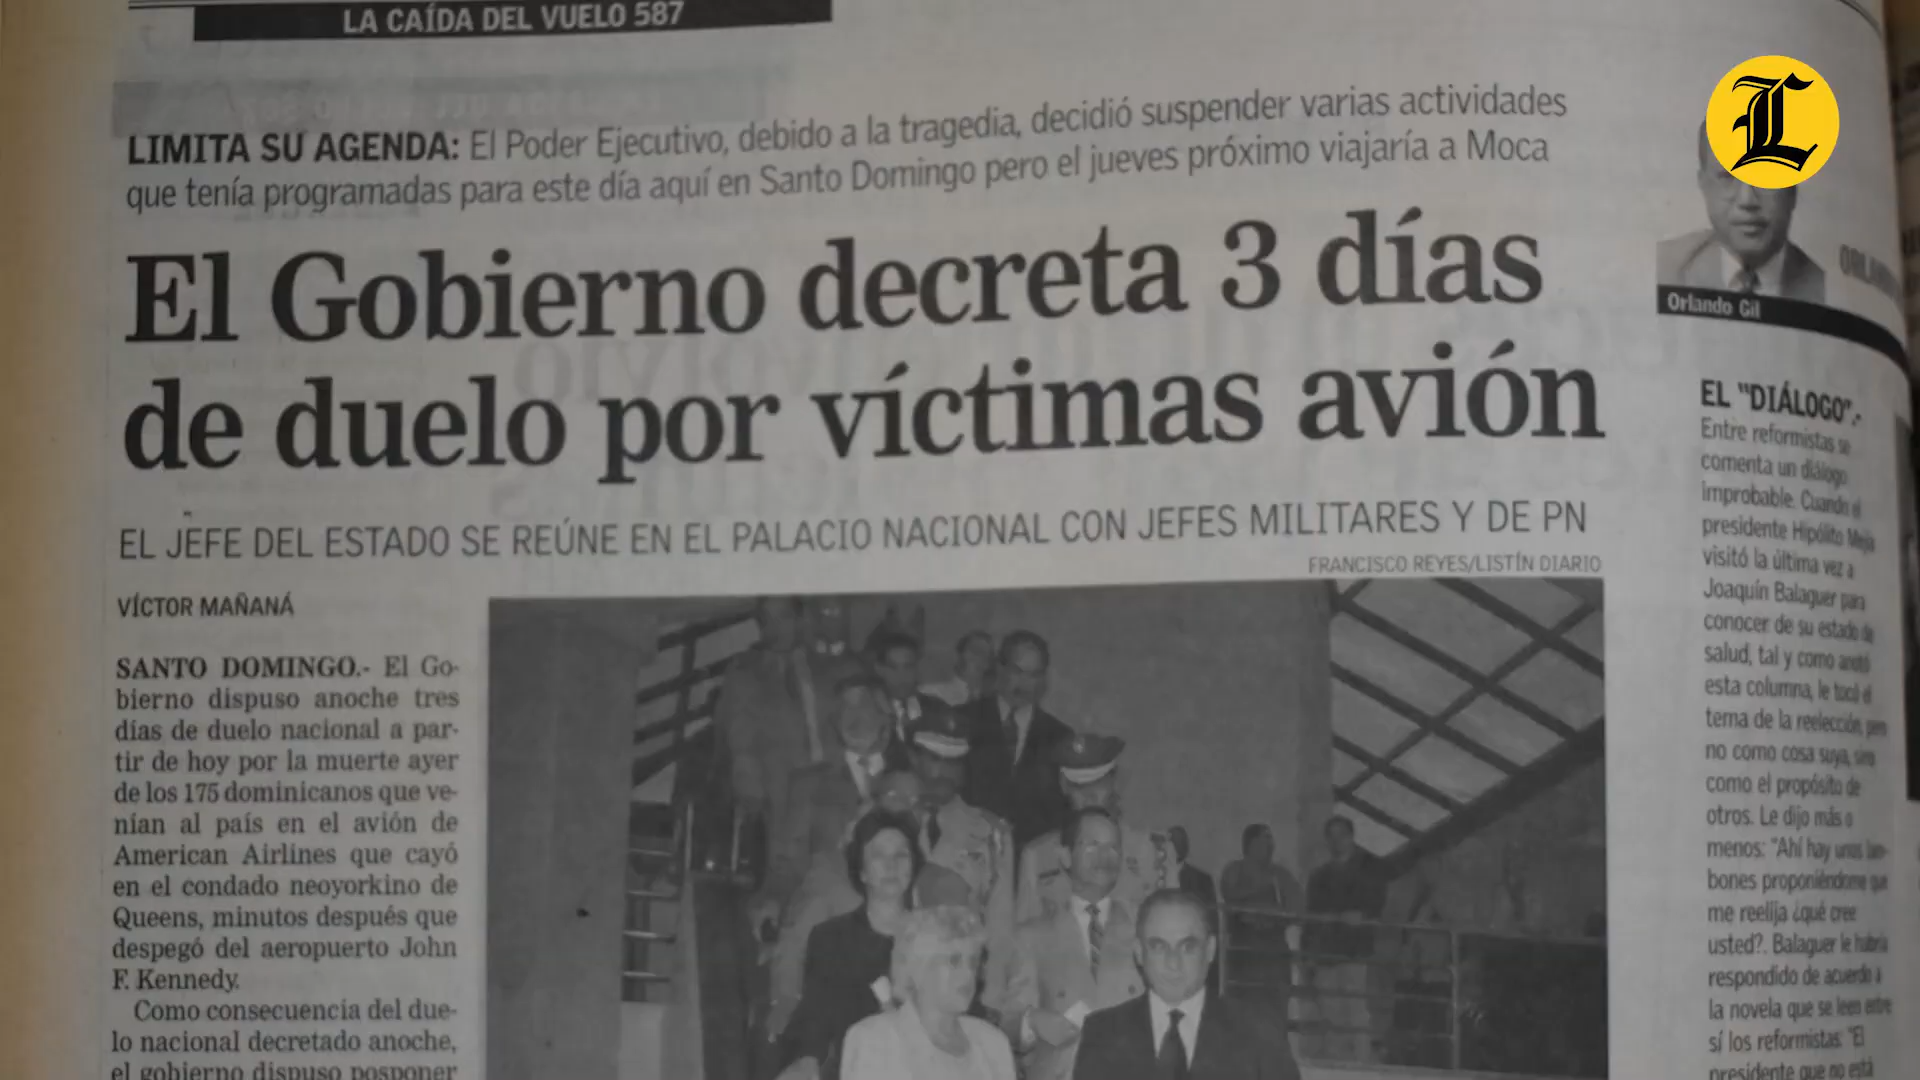 LA CAÍDA DEL VUELO 587
LIMITA SU AGENDA: El Poder Ejecutivo, debido a la tragedia, decidió suspender varias actividades
que tenía programadas para este día aquí en Santo Domingo pero el jueves próximo viajaría a Moca
El Gobierno decreta 3 días
de duelo por víctimas avión
EL JEFE DEL ESTADO SE REÚNE EN EL PALACIO NACIONAL CON JEFES MILITARES Y DE PN
FRANCISCO REYES/LISTÍN DIARIO
VÍCTOR MAÑANÁ
SANTO DOMINGO.- El Go-
bierno dispuso anoche tres
días de duelo nacional a par-
tir de hoy por la muerte ayer
de los 175 dominicanos que ve-
nían al país en el avión de
American Airlines que cayó
en el condado neoyorkino de
Queens, minutos después que
despegó del aeropuerto John
F. Kennedy.
Como consecuencia del due-
lo nacional decretado anoche,
el gobierno dispuso posponer
L
Orlando Gil
EL "DIÁLOGO".-
Entre reformistas se
comenta un diálogo
improbable. Cuando el
presidente Hipólito Mejía
visitó la última vez a
Joaquín Balaguer para
conocer de su estado de
salud, tal y como anotó
esta columna, le tocó el
tema de la reelección, pero
no como cosa suya, sino
como el propósito de
otros. Le dijo más o
menos: "Ahí hay unos
bones proponiéndome que
me reelija ¿qué cree
usted?. Balaguer le habría
respondido de acuerdo a
la novela que se leen entre
sí los reformistas: "El
presidente que no está